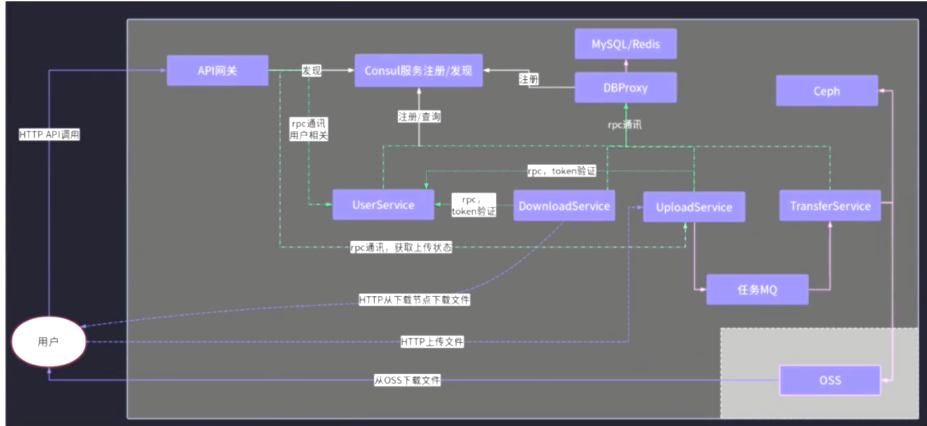 MySQL/Redis
API网关
发现
Consul服务注册/发现
注册
DBProxy
Ceph
HTTP API调用
rpc通讯
用户相关
注册/查询
rpc通讯
rpc，token验证
UserService
rpc，
token验证
DownloadService
UploadService
TransferService
rpc通讯，获取上传状态
任务MQ
HTTP从下载节点下载文件
用户
HTTP上传文件
从OSS下载文件
OSS